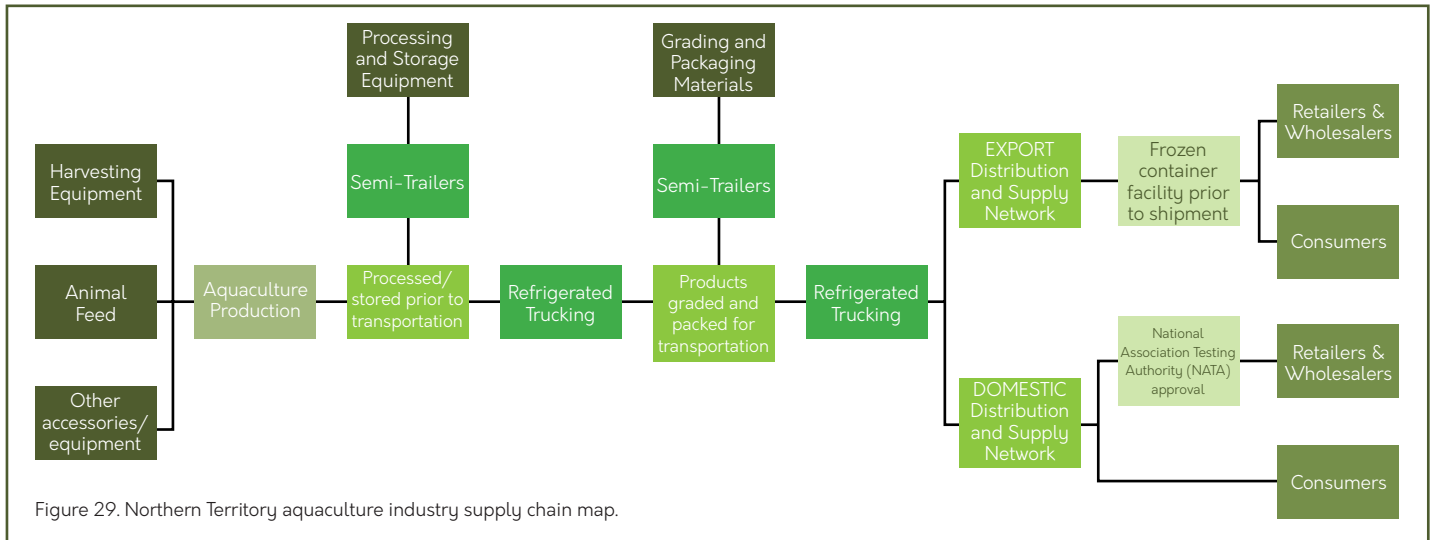 Processing
and Storage
Equipment
Grading and
Packaging
Materials
Retailers &
Wholesalers
Harvesting
Equipment
Semi-Trailers
Semi-Trailers
EXPORT
Distribution
and Supply
Network
Frozen
container
facility prior
to shipment
Consumers
Animal
Feed
Aquaculture
Production
Processed/
stored prior to
transportation
Refrigerated
Trucking
Products
graded and
packed for
transportation
Refrigerated
Trucking
National
Association Testing
Authority (NATA)
approval
Retailers &
Wholesalers
Other
accessories/
equipment
DOMESTIC
Distribution
and Supply
Network
Consumers
Figure 29. Northern Territory aquaculture industry supply chain map.